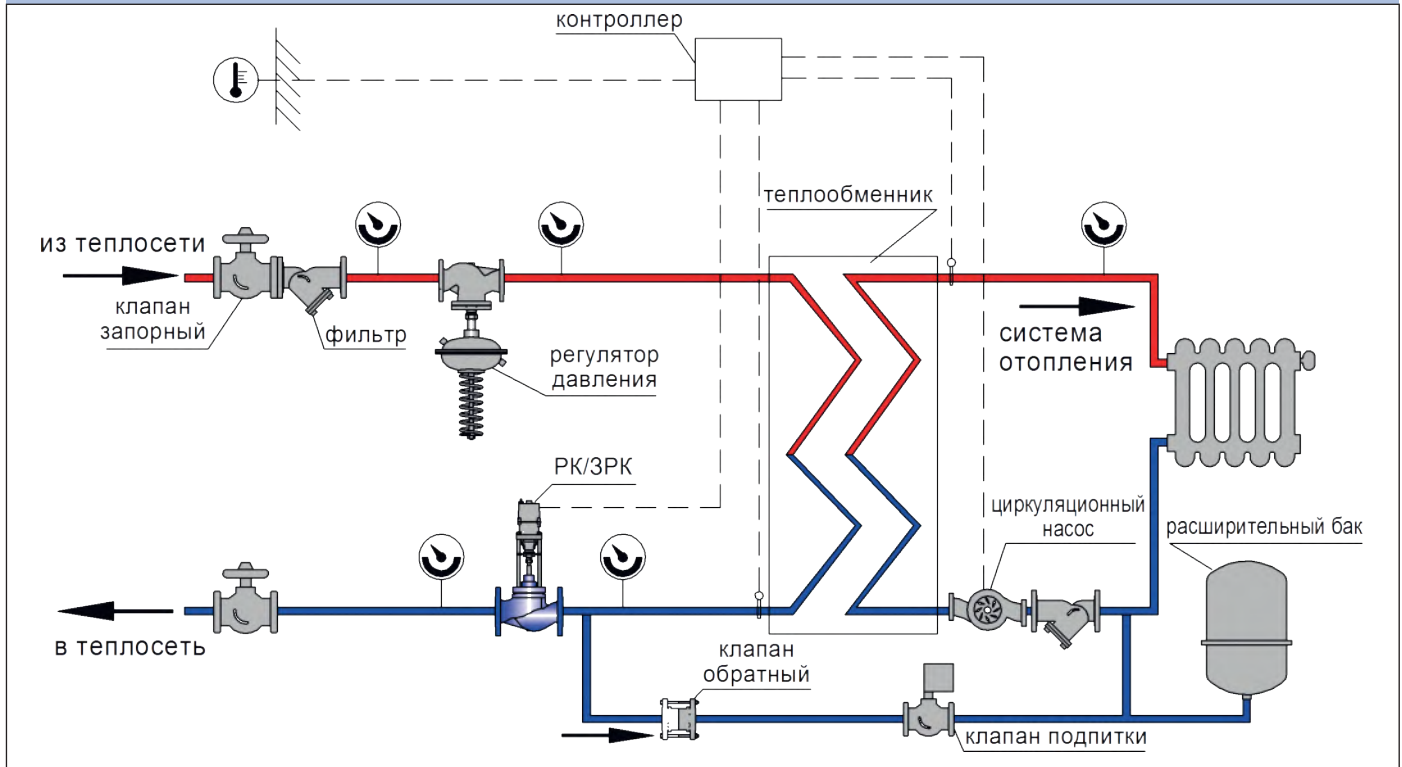 контроллер
теплообменник
из теплосети
клапан
запорный
фильтр
регулятор
давления
система
отопления
РК/ЗРК
циркуляционный
насос
расширительный бак
в теплосеть
клапан
обратный
клапан подпитки